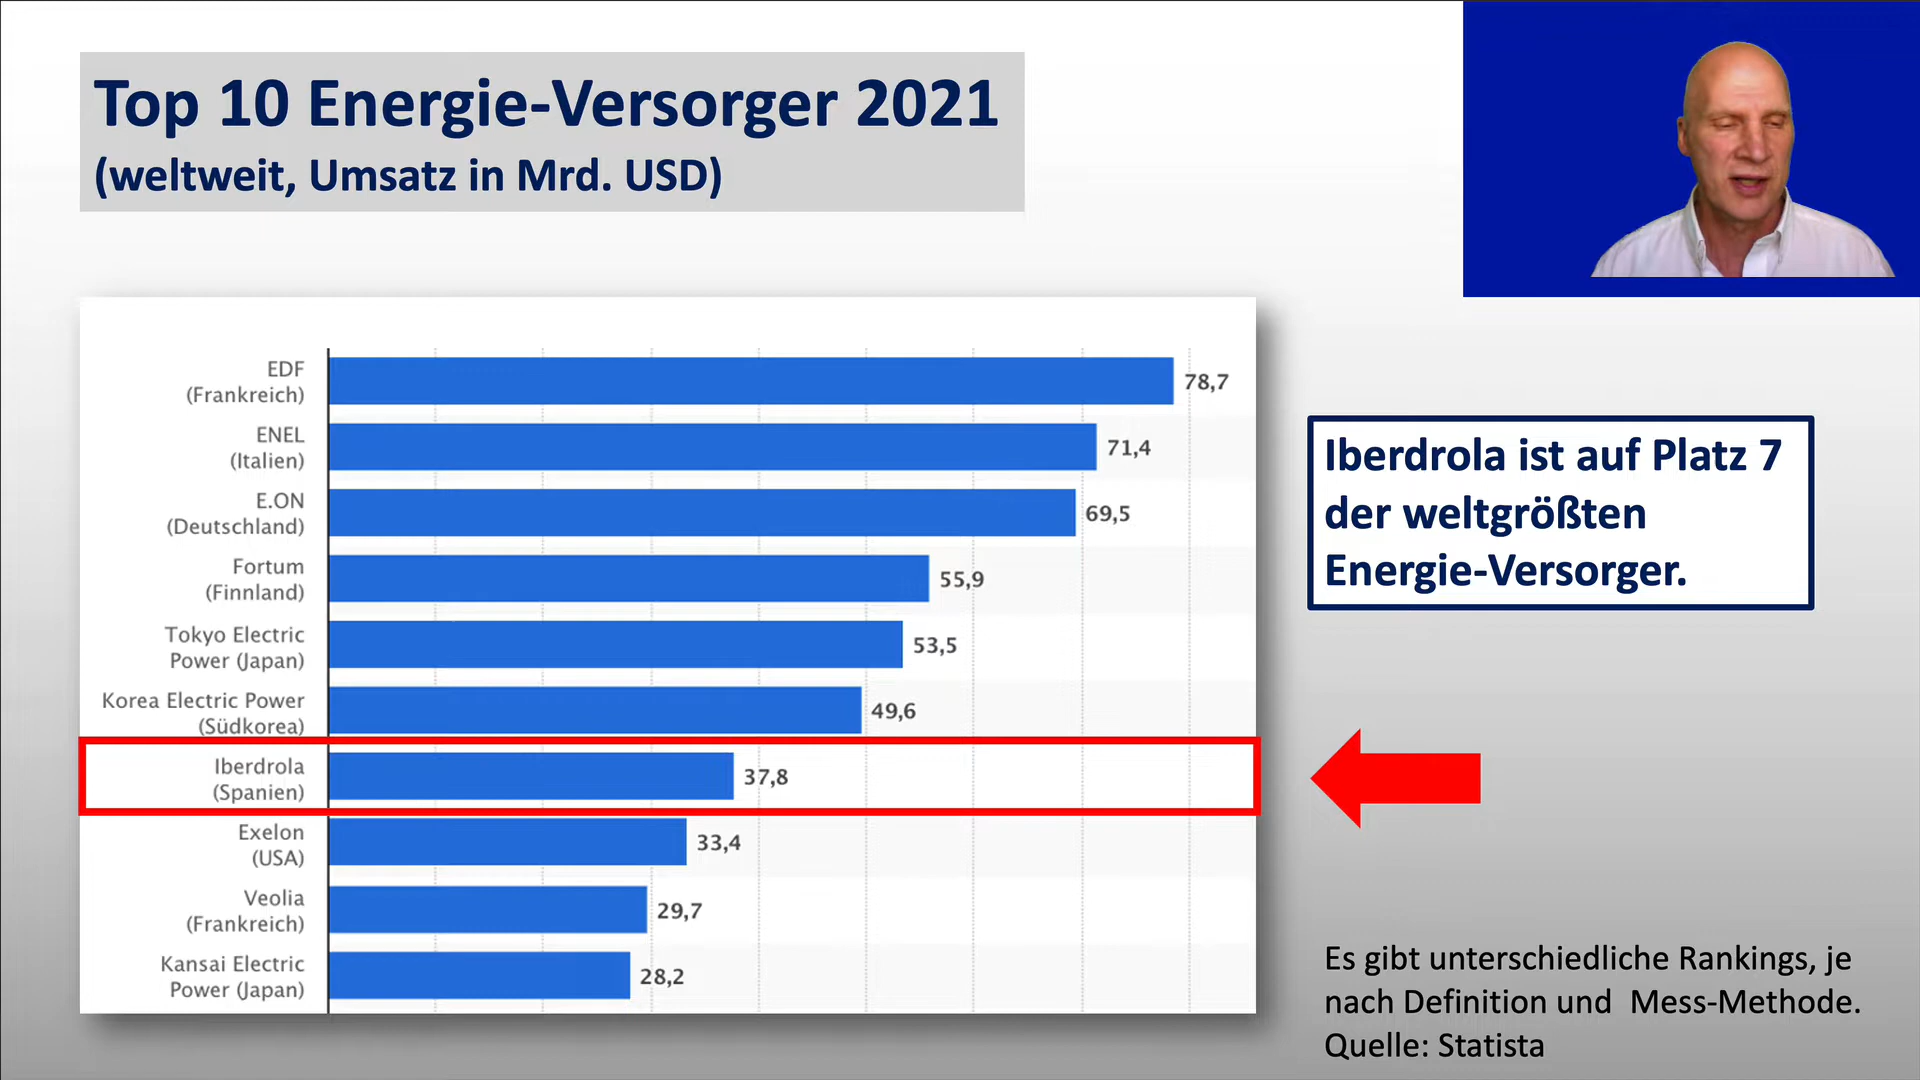 Top 10 Energie-Versorger 2021
(weltweit, Umsatz in Mrd. USD)
EDF
(Frankreich)
78,7
ENEL
(Italien)
71,4
E.ON
(Deutschland)
69,5
Fortum
(Finnland)
55,9
Tokyo Electric
Power (Japan)
53,5
Korea Electric Power
(Südkorea)
49,6
Iberdrola
(Spanien)
37,8
Exelon
(USA)
33,4
Veolia
(Frankreich)
29,7
Kansai Electric
Power (Japan)
28,2
Iberdrola ist auf Platz 7
der weltgrößten
Energie-Versorger.
Es gibt unterschiedliche Rankings, je
nach Definition und  Mess-Methode.
Quelle: Statista